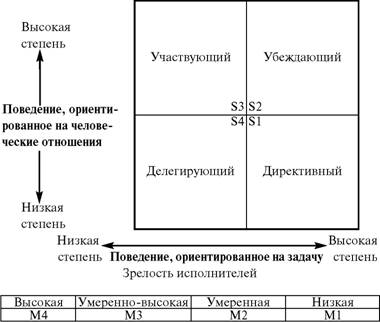 Высокая
степень
Участвующий Убеждающий
Поведение, ориенти-
рованное на челове-
ческие отношения
S3 S2
S4 S1
Делегирующий Директивный
Низкая
степень
Низкая
степень
Поведение, ориентированное на задачу
Высокая
степень
Зрелость исполнителей
Высокая Умеренно-высокая Умеренная Низкая
M4 M3 M2 M1